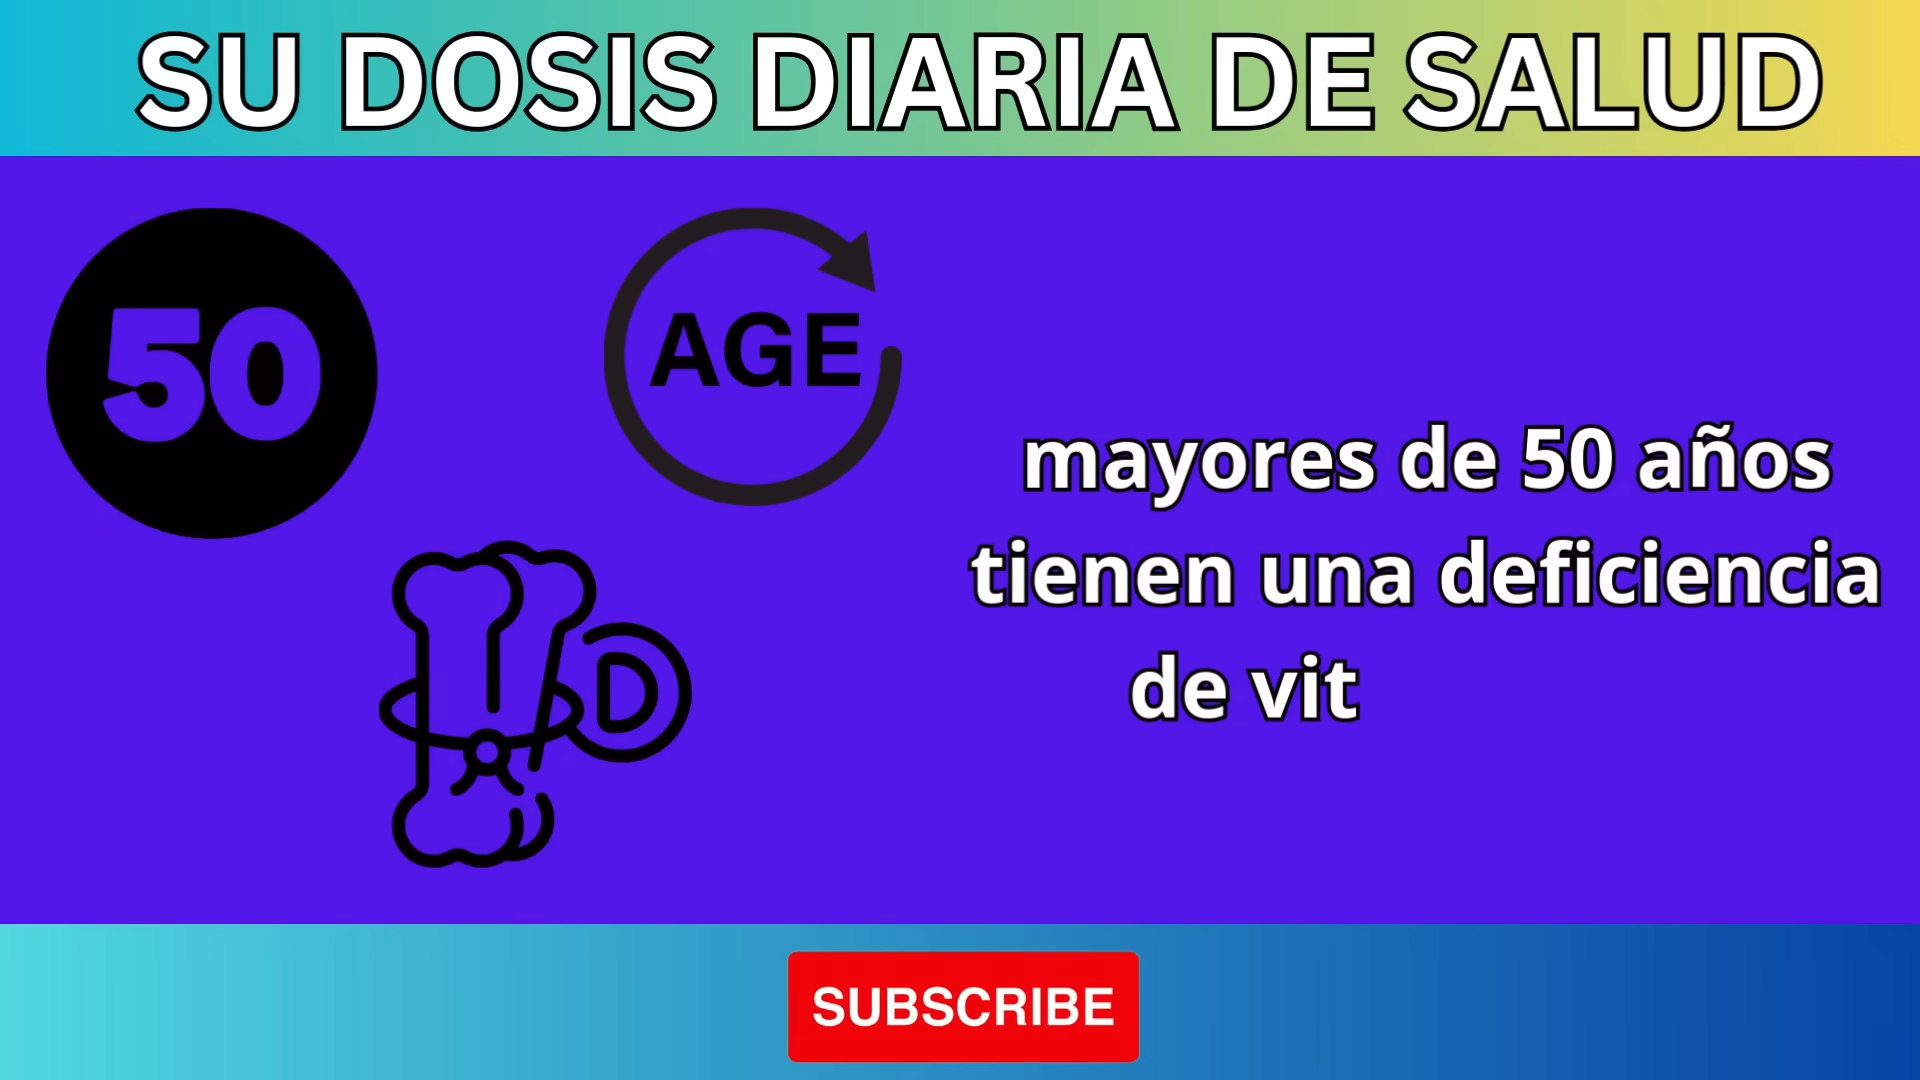 SU DOSIS DIARIA DE SALUD
50
AGE
D
mayores de 50 años
tienen una deficiencia
de vit
SUBSCRIBE